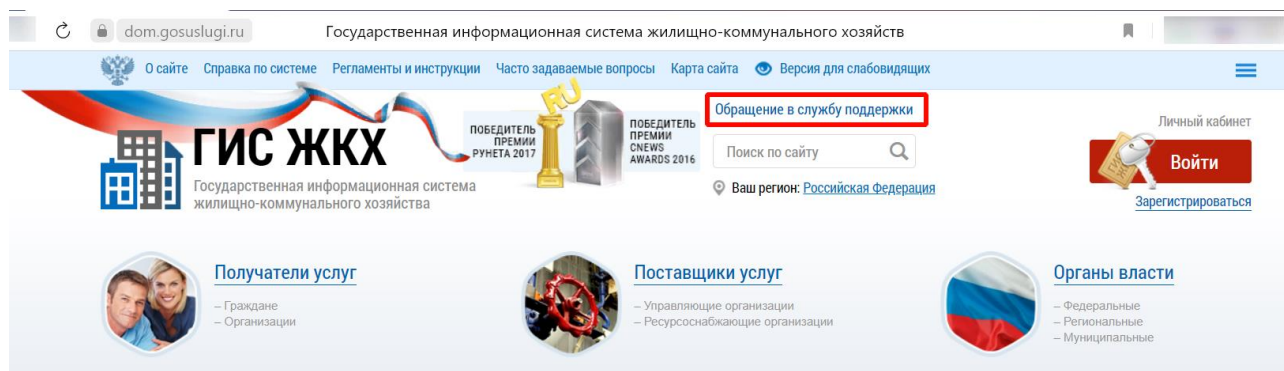 dom.gosuslugi.ru Государственная информационная система жилищно-коммунального хозяйств
О сайте Справка по системе Регламенты и инструкции Часто задаваемые вопросы Карта сайта Версия для слабовидящих
ГИС ЖКХ
Государственная информационная система
жилищно-коммунального хозяйства
ПОБЕДИТЕЛЬ
ПРЕМИИ
РУНЕТА 2017
RU
ПОБЕДИТЕЛЬ
ПРЕМИИ
CNEWS
AWARDS 2016
Обращение в службу поддержки
Поиск по сайту
Ваш регион: Российская Федерация
Личный кабинет
ГИС
ЖКХ
Войти
Зарегистрироваться
Получатели услуг
– Граждане
– Организации
Поставщики услуг
– Управляющие организации
– Ресурсоснабжающие организации
Органы власти
– Федеральные
– Региональные
– Муниципальные